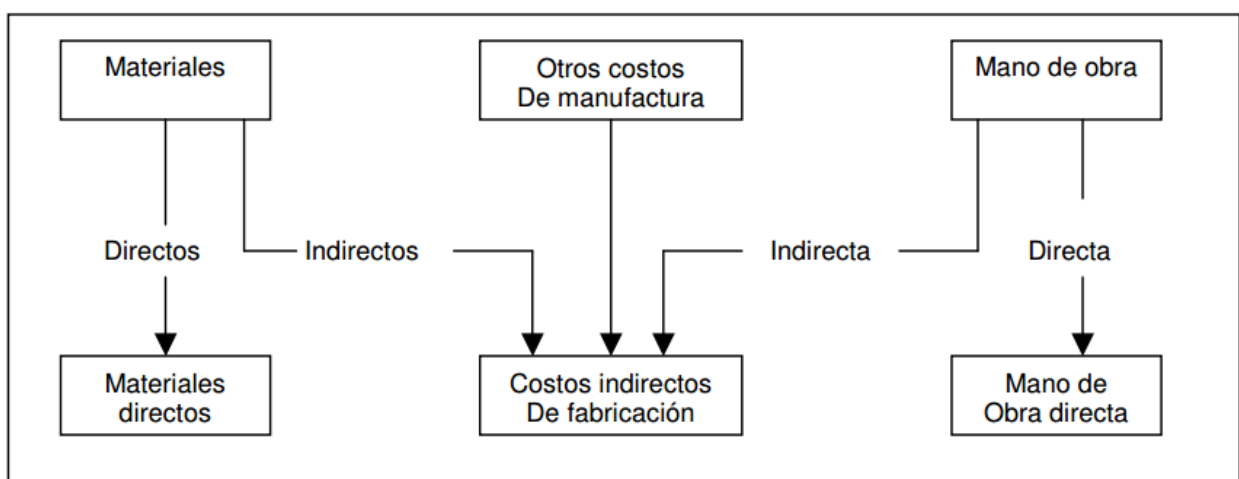 Materiales
Otros costos
De manufactura
Mano de obra
Directos
Indirectos
Indirecta
Directa
Materiales
directos
Costos indirectos
De fabricación
Mano de
Obra directa